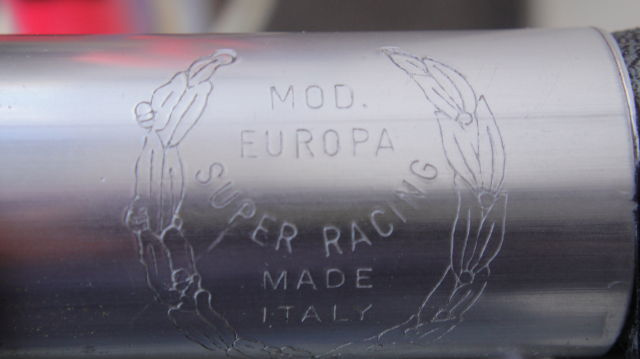 MOD.
EUROPA
SUPER RACING
MADE
ITALY